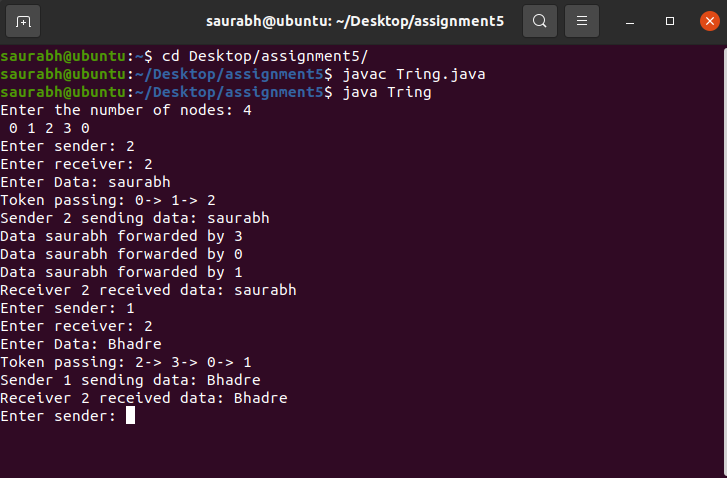 saurabh@ubuntu: ~/Desktop/assignment5
saurabh@ubuntu:~$ cd Desktop/assignment5/
saurabh@ubuntu:~/Desktop/assignment5$ javac Tring.java
saurabh@ubuntu:~/Desktop/assignment5$ java Tring
Enter the number of nodes: 4
 0 1 2 3 0
Enter sender: 2
Enter receiver: 2
Enter Data: saurabh
Token passing: 0-> 1-> 2
Sender 2 sending data: saurabh
Data saurabh forwarded by 3
Data saurabh forwarded by 0
Data saurabh forwarded by 1
Receiver 2 received data: saurabh
Enter sender: 1
Enter receiver: 2
Enter Data: Bhadre
Token passing: 2-> 3-> 0-> 1
Sender 1 sending data: Bhadre
Receiver 2 received data: Bhadre
Enter sender: